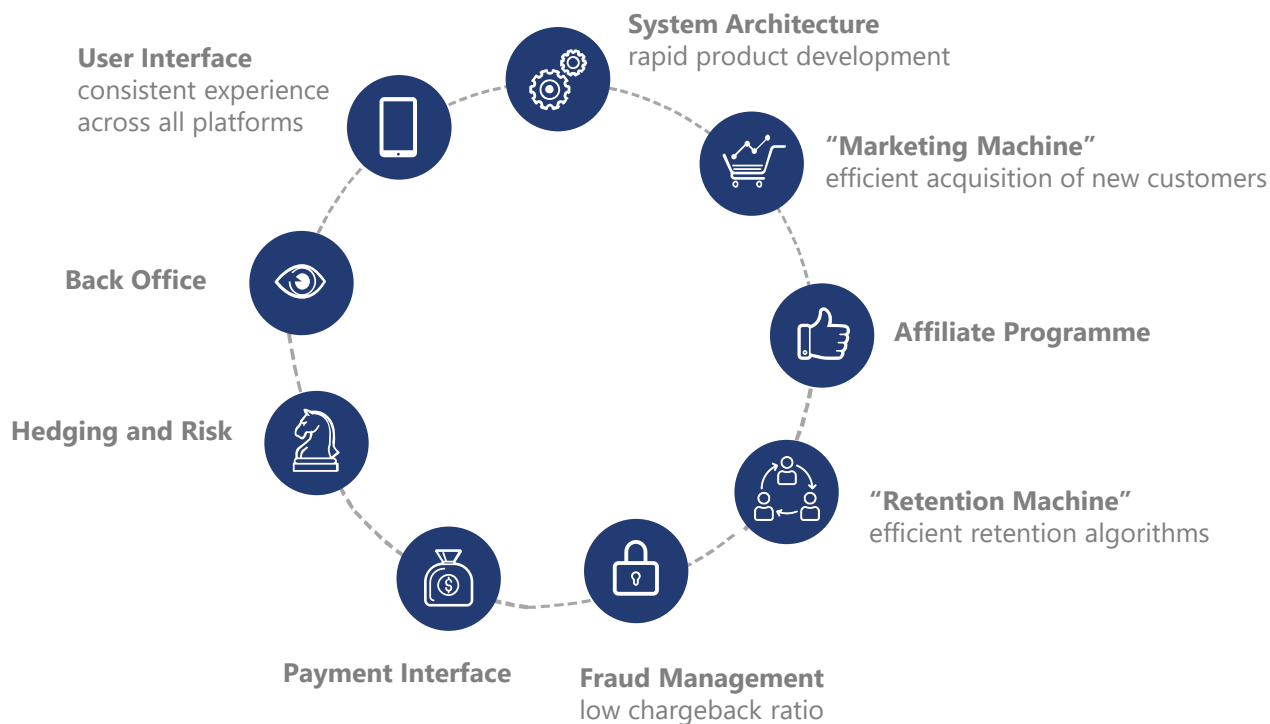 System Architecture
rapid product development
User Interface
consistent experience
across all platforms
“Marketing Machine”
efficient acquisition of new customers
Back Office
Affiliate Programme
Hedging and Risk
“Retention Machine”
efficient retention algorithms
$
Payment Interface
Fraud Management
low chargeback ratio